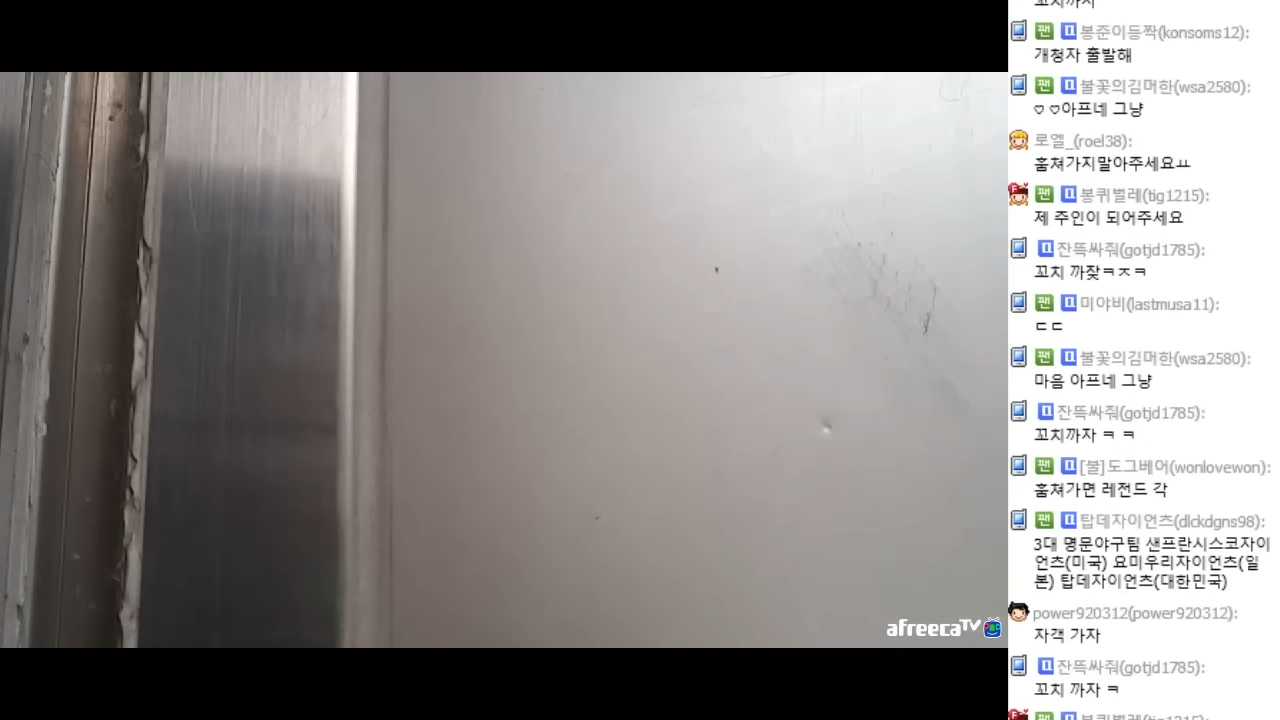 꼬치까지
팬 봉준이등짝(konsoms12):
개청자 출발해
팬 불꽃의김머한(wsa2580):
♡ ♡아프네 그냥
로엘_(roel38):
훔쳐가지말아주세요ㅛ
팬 봉퀴벌레(tig1215):
제 주인이 되어주세요
잔뜩싸줘(gotjd1785):
꼬치 까잦ㅋㅈㅋ
팬 미야비(lastmusa11):
ㄷㄷ
팬 불꽃의김머한(wsa2580):
마음 아프네 그냥
잔뜩싸줘(gotjd1785):
꼬치까자 ㅋ ㅋ
팬 [불]도그베어(wonlovewon):
훔쳐가면 레전드 각
팬 탑데자이언츠(dlckdgns98):
3대 명문야구팀 샌프란시스코자이
언츠(미국) 요미우리자이언츠(일
본) 탑데자이언츠(대한민국)
power920312(power920312):
자객 가자
잔뜩싸줘(gotjd1785):
꼬치 까자 ㅋ
팬 봉퀴벌레(tig1215):
afreecaTV